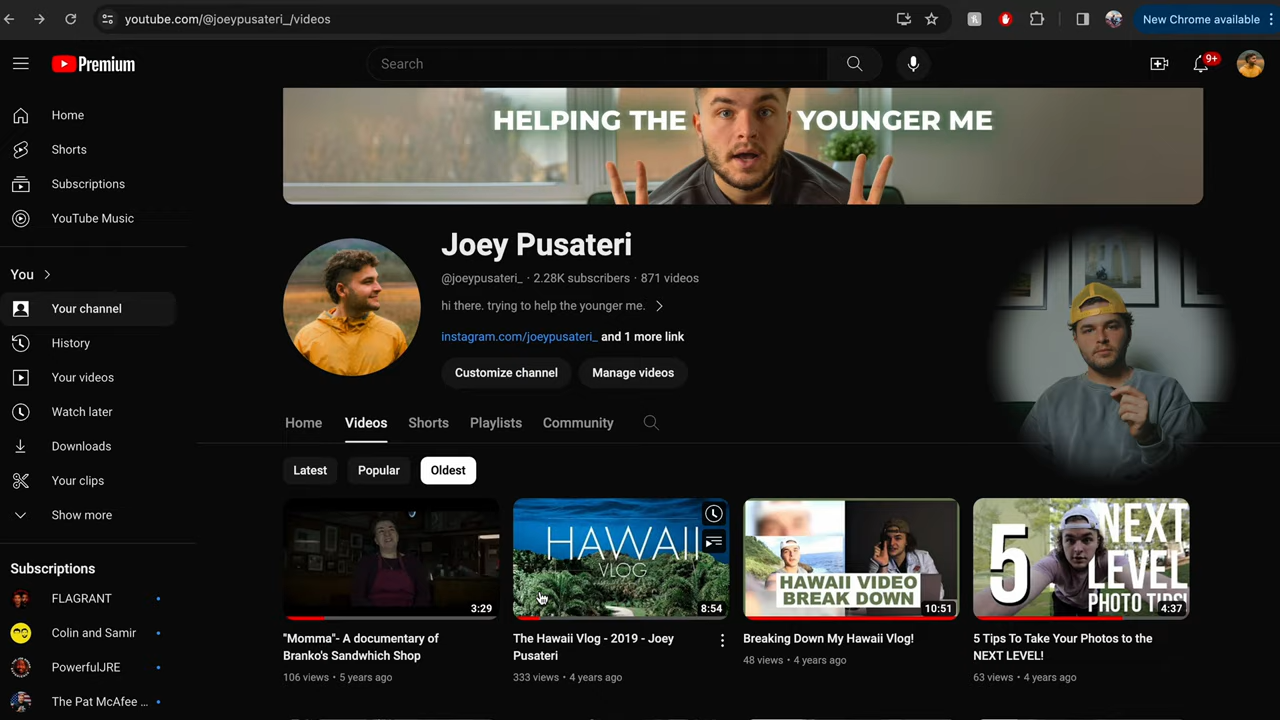 youtube.com/@joeypusateri_/videos
New Chrome available
Premium
Search
9+
Home
Shorts
Subscriptions
YouTube Music
You
Your channel
History
Your videos
Watch later
Downloads
Your clips
Show more
Subscriptions
FLAGRANT
Colin and Samir
PowerfulJRE
The Pat McAfee ...
HELPING THE YOUNGER ME
Joey Pusateri
@joeypusateri_ · 2.28K subscribers · 871 videos
hi there. trying to help the younger me.
instagram.com/joeypusateri_ and 1 more link
Customize channel
Manage videos
Home
Videos
Shorts
Playlists
Community
Latest
Popular
Oldest
3:29
"Momma"- A documentary of
Branko's Sandwhich Shop
106 views · 5 years ago
HAWAII
VLOG
8:54
The Hawaii Vlog - 2019 - Joey
Pusateri
333 views · 4 years ago
HAWAII VIDEO
BREAK DOWN
10:51
Breaking Down My Hawaii Vlog!
48 views · 4 years ago
5
NEXT
LEVEL
PHOTO TIPS
4:37
5 Tips To Take Your Photos to the
NEXT LEVEL!
63 views · 4 years ago